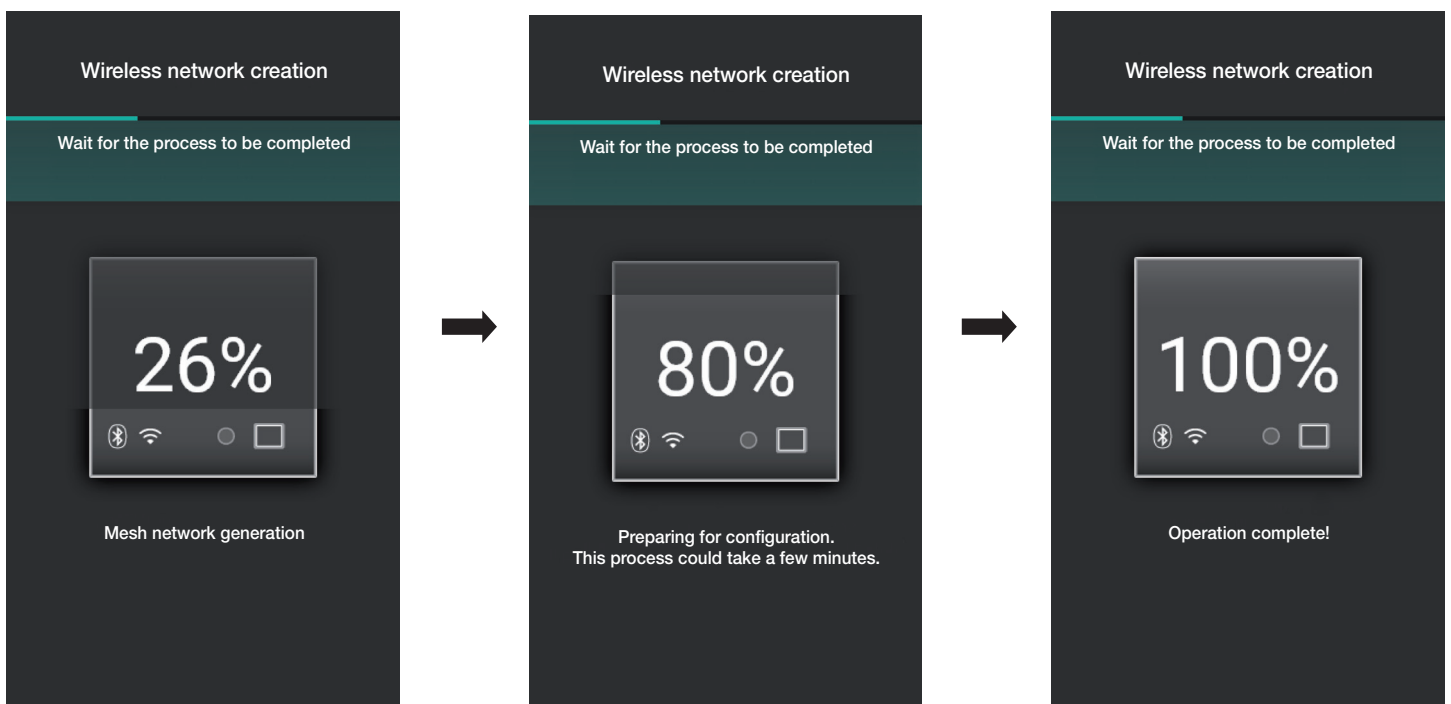 Wireless network creation
Wait for the process to be completed
26%
Mesh network generation
Wireless network creation
Wait for the process to be completed
80%
Preparing for configuration.
This process could take a few minutes.
Wireless network creation
Wait for the process to be completed
100%
Operation complete!